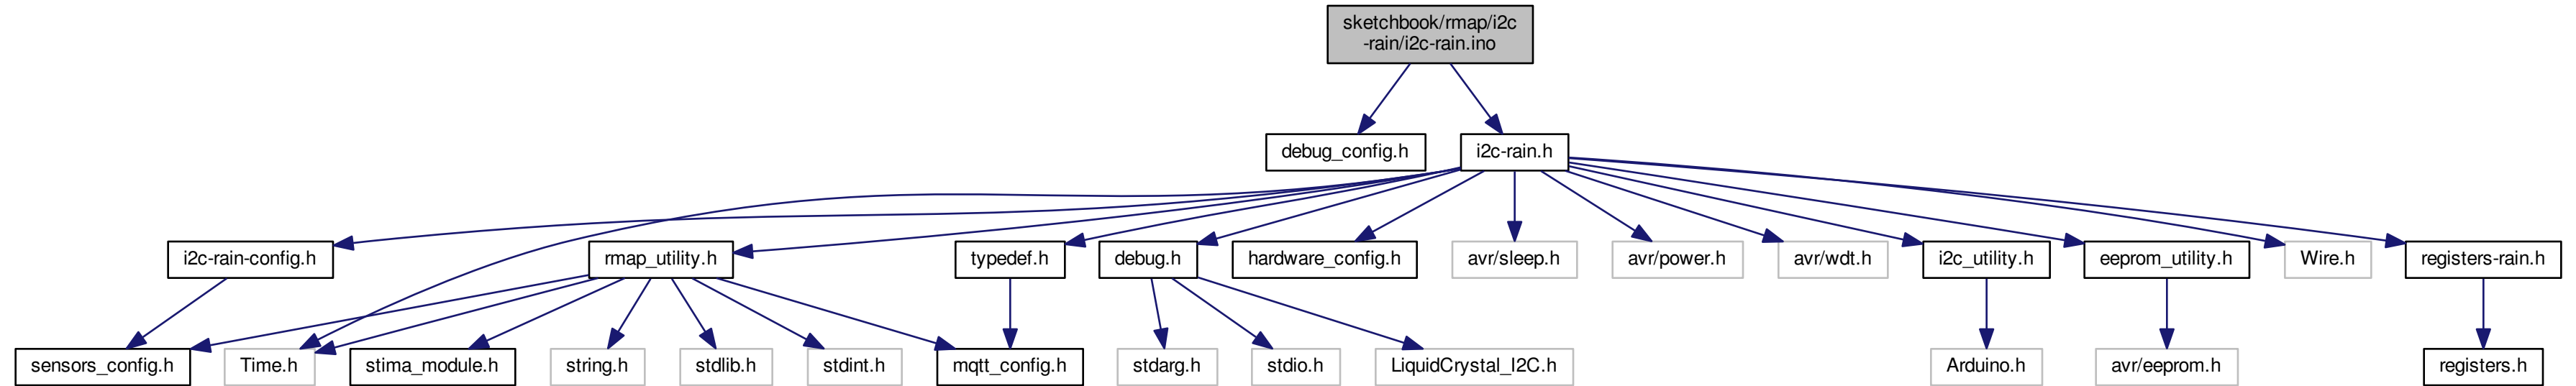 sketchbook/rmap/i2c
-rain/i2c-rain.ino
debug_config.h
i2c-rain.h
i2c-rain-config.h
rmap_utility.h
typedef.h
debug.h
hardware_config.h
avr/sleep.h
avr/power.h
avr/wdt.h
i2c_utility.h
eeprom_utility.h
Wire.h
registers-rain.h
sensors_config.h
Time.h
stima_module.h
string.h
stdlib.h
stdint.h
mqtt_config.h
stdarg.h
stdio.h
LiquidCrystal_I2C.h
Arduino.h
avr/eeprom.h
registers.h